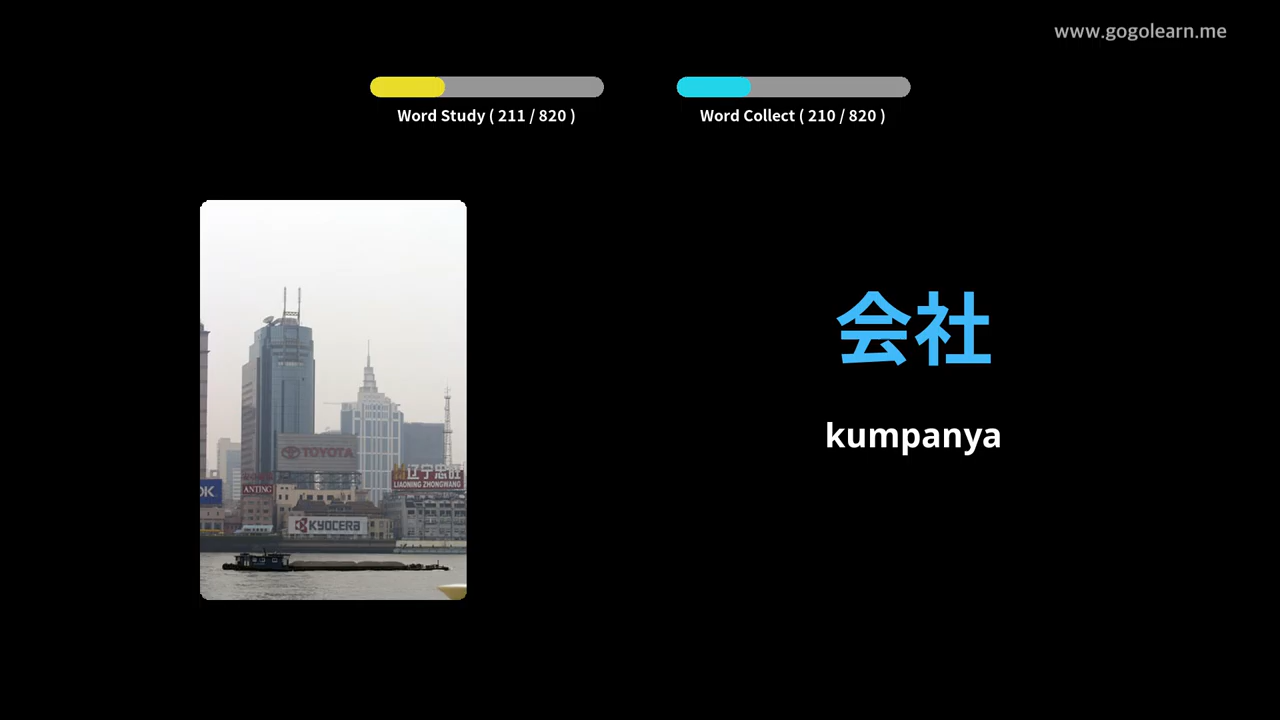 www.gogolearn.me
Word Study ( 211 / 820 )
Word Collect ( 210 / 820 )
会社
kumpanya
TOYOTA
辽宁忠旺
LIAONING ZHONGWANG
ANTING
OK
KYOCERA